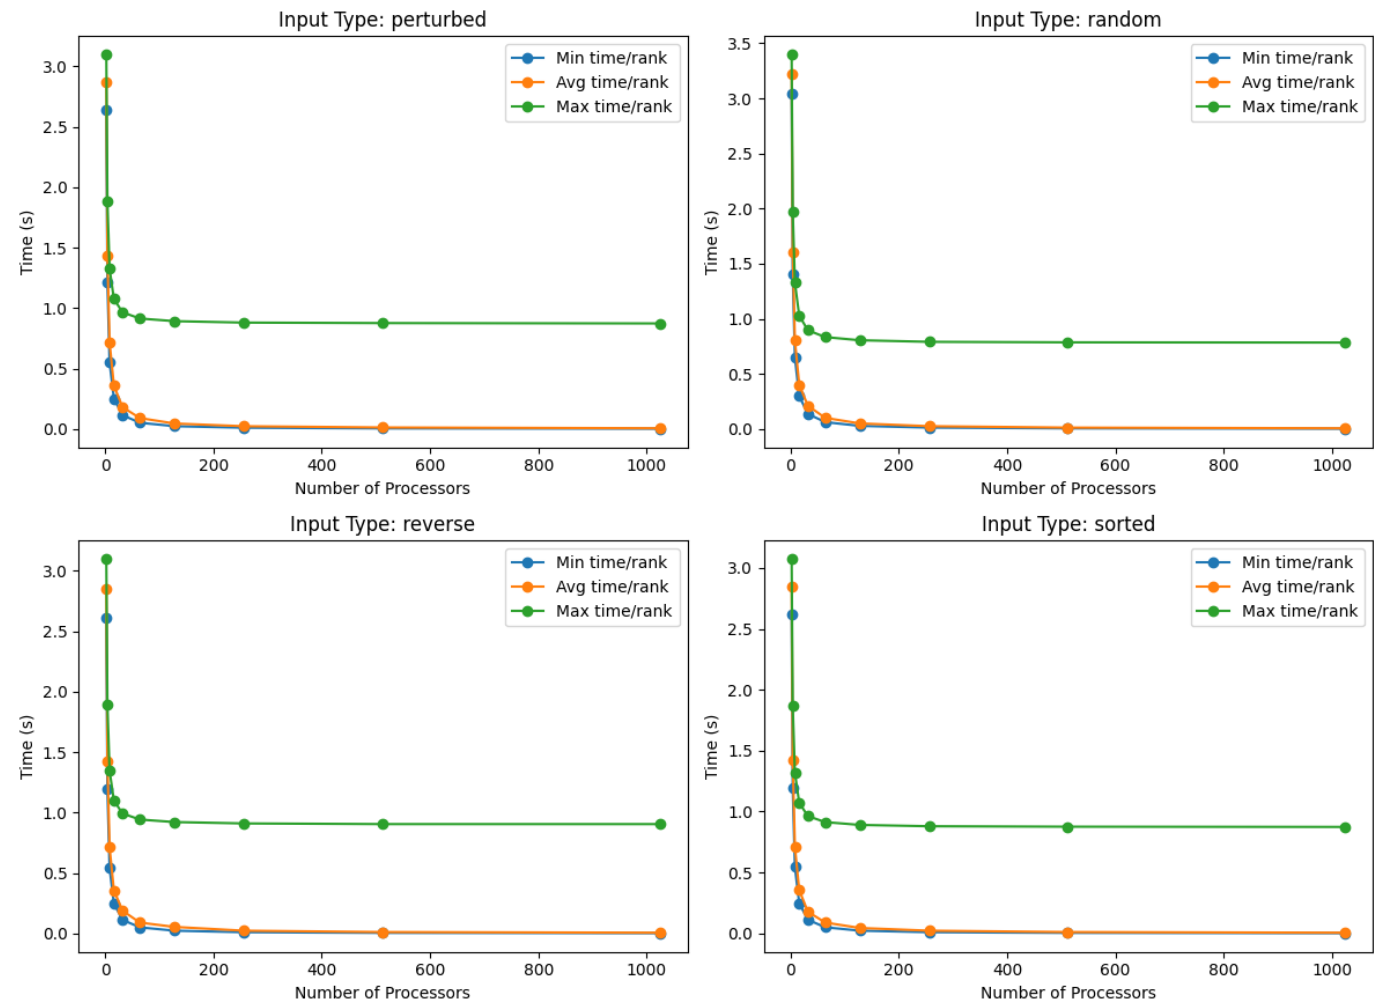 Input Type: perturbed
3.0
2.5
2.0
1.5
1.0
0.5
0.0
Time (s)
Min time/rank
Avg time/rank
Max time/rank
0 200 400 600 800 1000
Number of Processors
Input Type: random
3.5
3.0
2.5
2.0
1.5
1.0
0.5
0.0
Time (s)
Min time/rank
Avg time/rank
Max time/rank
0 200 400 600 800 1000
Number of Processors
Input Type: reverse
3.0
2.5
2.0
1.5
1.0
0.5
0.0
Time (s)
Min time/rank
Avg time/rank
Max time/rank
0 200 400 600 800 1000
Number of Processors
Input Type: sorted
3.0
2.5
2.0
1.5
1.0
0.5
0.0
Time (s)
Min time/rank
Avg time/rank
Max time/rank
0 200 400 600 800 1000
Number of Processors